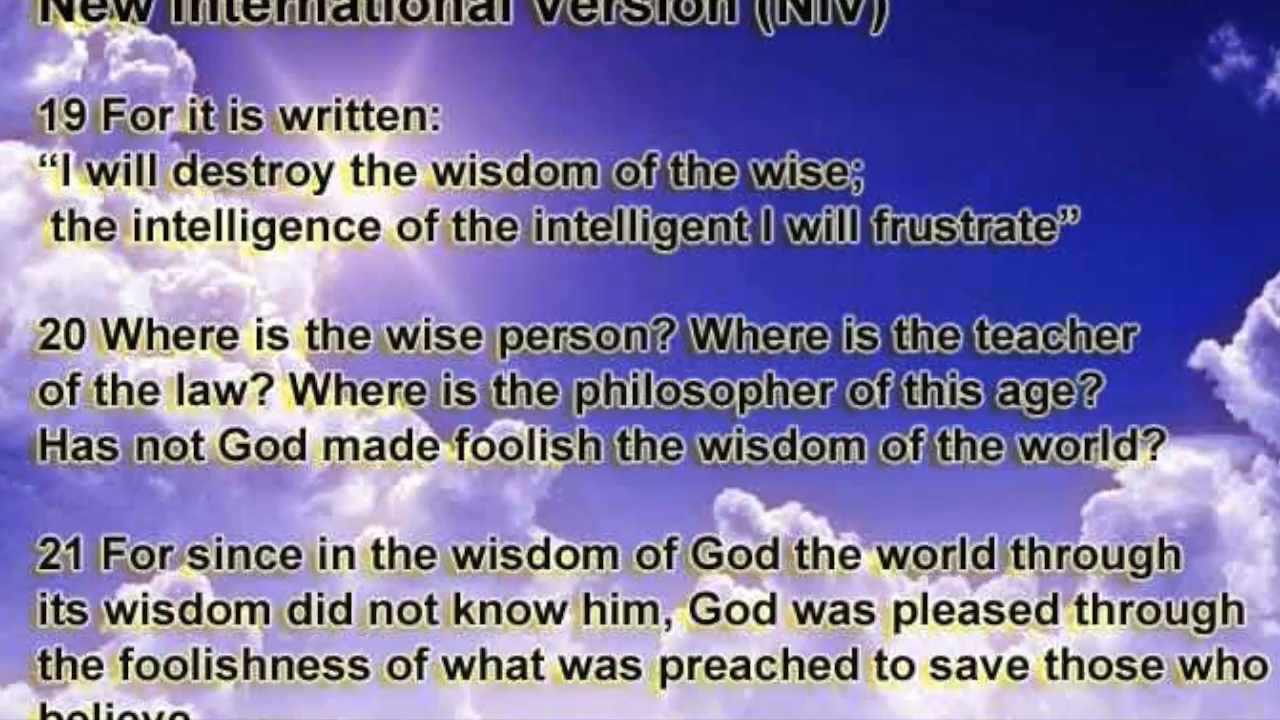 New International Version (NIV)
19 For it is written:
“I will destroy the wisdom of the wise;
the intelligence of the intelligent I will frustrate”
20 Where is the wise person? Where is the teacher
of the law? Where is the philosopher of this age?
Has not God made foolish the wisdom of the world?
21 For since in the wisdom of God the world through
its wisdom did not know him, God was pleased through
the foolishness of what was preached to save those who
believe